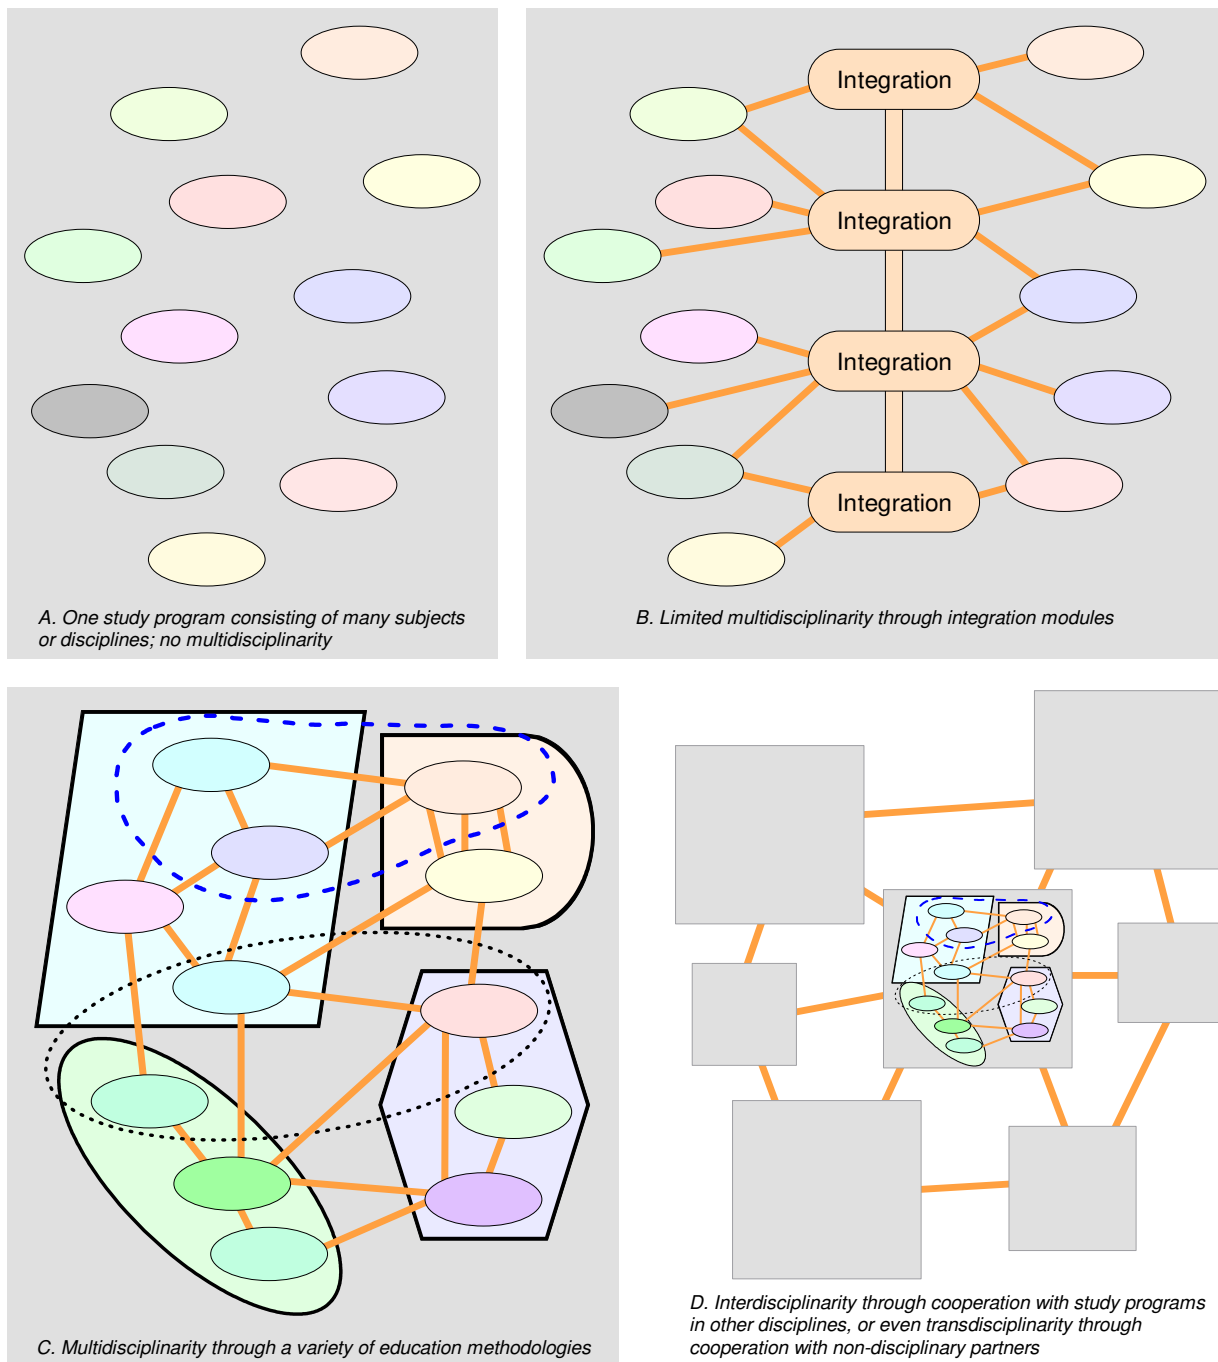 Integration
Integration
Integration
Integration
A. One study program consisting of many subjects
or disciplines; no multidisciplinarity
B. Limited multidisciplinarity through integration modules
C. Multidisciplinarity through a variety of education methodologies
D. Interdisciplinarity through cooperation with study programs
in other disciplines, or even transdisciplinarity through
cooperation with non-disciplinary partners